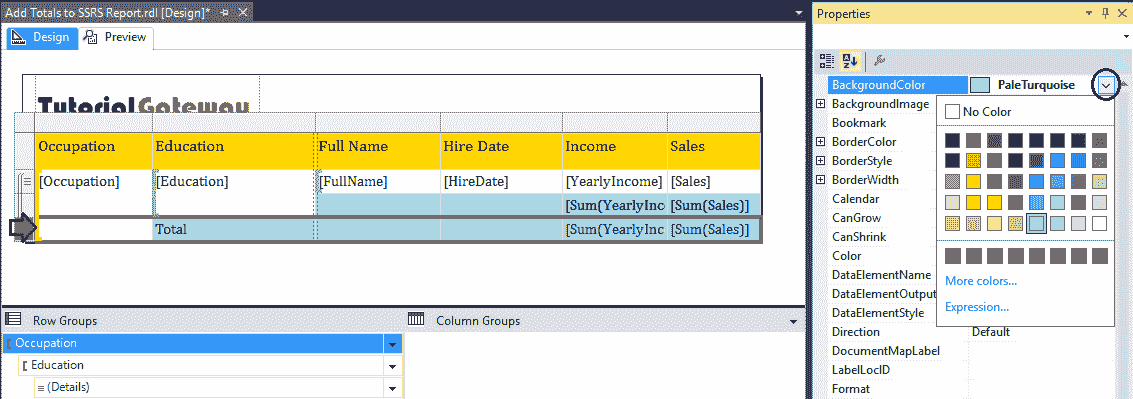 Add Totals to SSRS Report.rdl [Design]*
Design Preview
Tutorial Gateway
Occupation Education Full Name Hire Date Income Sales
[Occupation] [Education] [FullName] [HireDate] [YearlyIncome] [Sales]
[Sum(YearlyInc [Sum(Sales)]
Total [Sum(YearlyInc [Sum(Sales)]
Row Groups
Column Groups
Occupation
Education
(Details)
Properties
BackgroundColor PaleTurquoise
BackgroundImage
Bookmark
BorderColor
BorderStyle
BorderWidth
Calendar
CanGrow
CanShrink
Color
DataElementName
DataElementOutpu
DataElementStyle
Direction Default
DocumentMapLabel
LabelLocID
Format
No Color
More colors...
Expression...